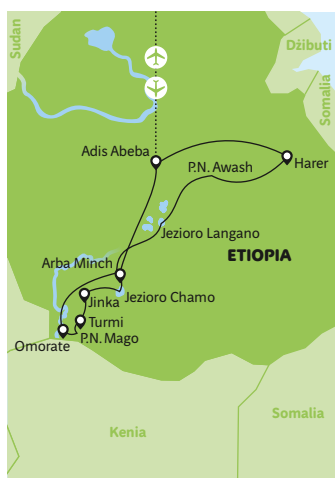 Sudan
Dżibuti
Somalia
Adis Abeba
P.N. Awash
Harer
Jezioro Langano
ETIOPIA
Arba Minch
Jinka
Jezioro Chamo
Turmi
P.N. Mago
Omorate
Somalia
Kenia